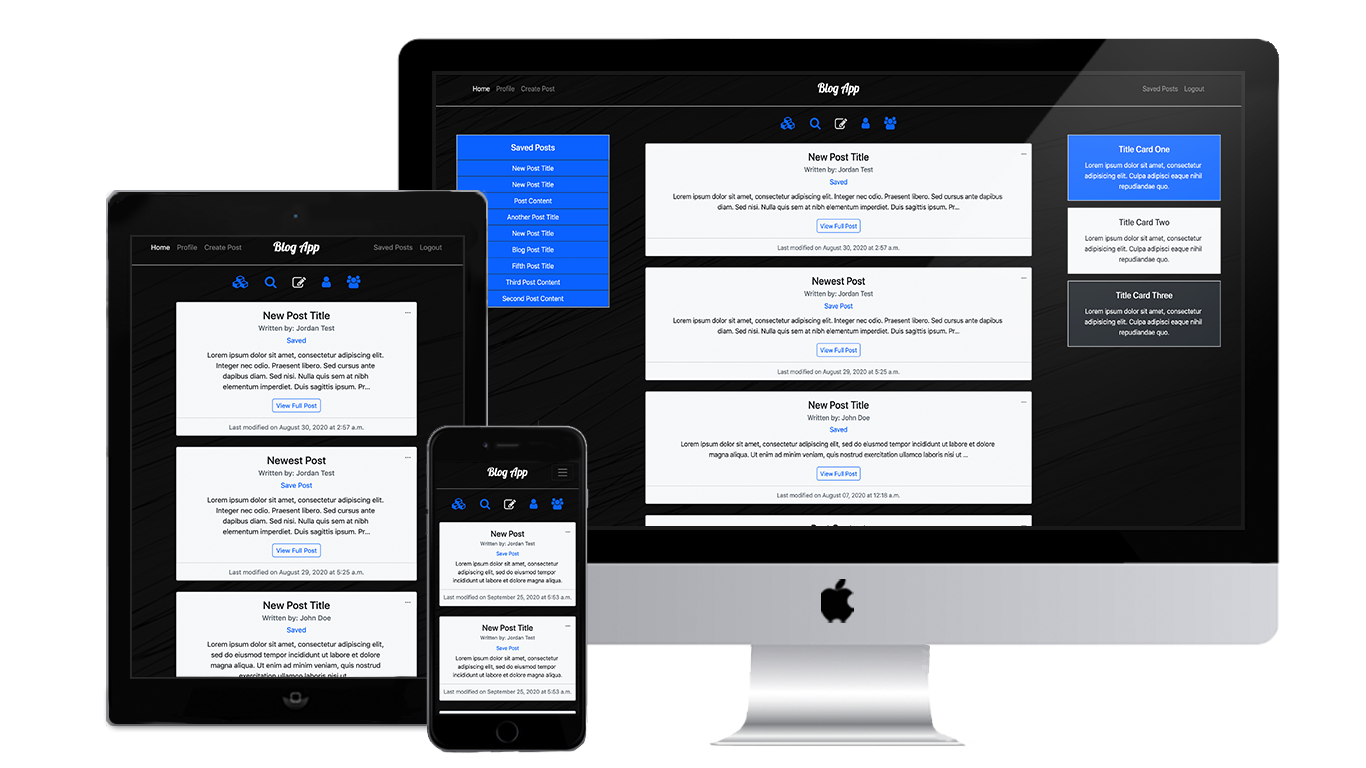 Home Profile Create Post
Blog App
Saved Posts Logout
Saved Posts
New Post Title
New Post Title
Post Content
Another Post Title
New Post Title
Blog Post Title
Fifth Post Title
Third Post Content
Second Post Content
New Post Title
Written by: Jordan Test
Saved
Lorem ipsum dolor sit amet, consectetur adipiscing elit. Integer nec odio. Praesent libero. Sed cursus ante dapibus
diam. Sed nisi. Nulla quis sem at nibh elementum imperdiet. Duis sagittis ipsum. Pr...
View Full Post
Last modified on August 30, 2020 at 2:57 a.m.
Newest Post
Written by: Jordan Test
Save Post
Lorem ipsum dolor sit amet, consectetur adipiscing elit. Integer nec odio. Praesent libero. Sed cursus ante dapibus
diam. Sed nisi. Nulla quis sem at nibh elementum imperdiet. Duis sagittis ipsum. Pr...
View Full Post
Last modified on August 29, 2020 at 5:25 a.m.
New Post Title
Written by: John Doe
Saved
Lorem ipsum dolor sit amet, consectetur adipiscing elit, sed do eiusmod tempor incididunt ut labore et dolore
magna aliqua. Ut enim ad minim veniam, quis nostrud exercitation ullamco laboris nisi ut ...
View Full Post
Last modified on August 07, 2020 at 12:18 a.m.
Title Card One
Lorem ipsum dolor sit amet, consectetur
adipisicing elit. Culpa adipisci eaque nihil
repudiandae quo.
Title Card Two
Lorem ipsum dolor sit amet, consectetur
adipisicing elit. Culpa adipisci eaque nihil
repudiandae quo.
Title Card Three
Lorem ipsum dolor sit amet, consectetur
adipisicing elit. Culpa adipisci eaque nihil
repudiandae quo.
Home Profile Create Post
Blog App
Saved Posts Logout
New Post Title
Written by: Jordan Test
Saved
Lorem ipsum dolor sit amet, consectetur adipiscing elit.
Integer nec odio. Praesent libero. Sed cursus ante
dapibus diam. Sed nisi. Nulla quis sem at nibh
elementum imperdiet. Duis sagittis ipsum. Pr...
View Full Post
Last modified on August 30, 2020 at 2:57 a.m.
Newest Post
Written by: Jordan Test
Save Post
Lorem ipsum dolor sit amet, consectetur adipiscing elit.
Integer nec odio. Praesent libero. Sed cursus ante
dapibus diam. Sed nisi. Nulla quis sem at nibh
elementum imperdiet. Duis sagittis ipsum. Pr...
View Full Post
Last modified on August 29, 2020 at 5:25 a.m.
New Post Title
Written by: John Doe
Saved
Lorem ipsum dolor sit amet, consectetur adipiscing elit,
sed do eiusmod tempor incididunt ut labore et dolore
magna aliqua. Ut enim ad minim veniam, quis nostrud
exercitation ullamco laboris nisi ut
Blog App
New Post
Written by: Jordan Test
Save Post
Lorem ipsum dolor sit amet, consectetur
adipiscing elit, sed do eiusmod tempor
incididunt ut labore et dolore magna aliqua.
Last modified on September 25, 2020 at 5:53 a.m.
New Post Title
Written by: Jordan Test
Save Post
Lorem ipsum dolor sit amet, consectetur
adipiscing elit, sed do eiusmod tempor
incididunt ut labore et dolore magna aliqua.
Last modified on September 25, 2020 at 5:53 a.m.